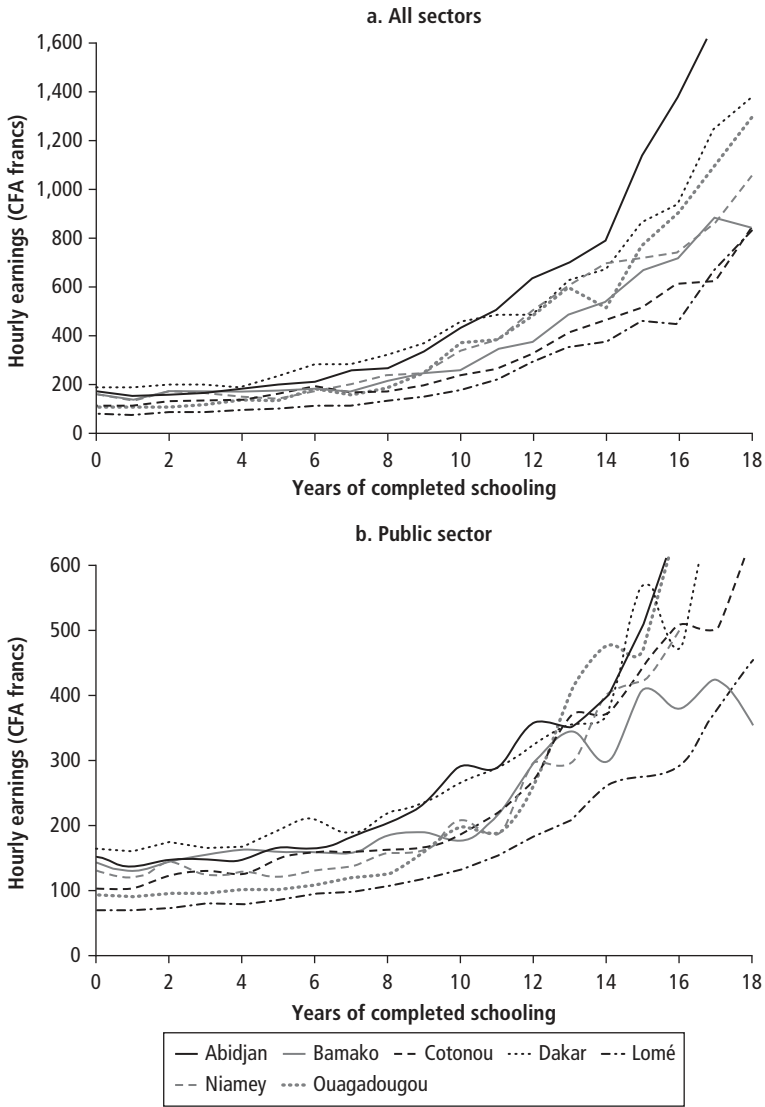 a. All sectors
1,600
1,400
1,200
1,000
800
600
400
200
0
Hourly earnings (CFA francs)
0 2 4 6 8 10 12 14 16 18
Years of completed schooling
b. Public sector
600
500
400
300
200
100
0
Hourly earnings (CFA francs)
0 2 4 6 8 10 12 14 16 18
Years of completed schooling
Abidjan Bamako Cotonou Dakar Lomé
Niamey Ouagadougou